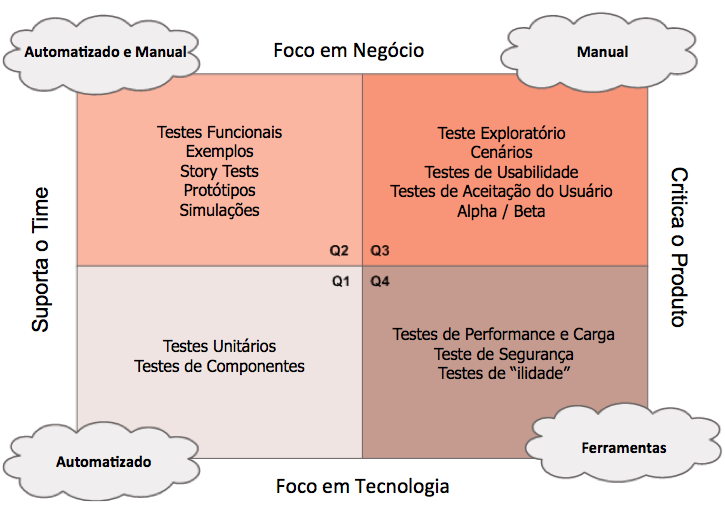 Automatizado e Manual
Foco em Negócio
Manual
Testes Funcionais
Exemplos
Story Tests
Protótipos
Simulações
Teste Exploratório
Cenários
Testes de Usabilidade
Testes de Aceitação do Usuário
Alpha / Beta
Suporta o Time
Critica o Produto
Q2
Q3
Q1
Q4
Testes Unitários
Testes de Componentes
Testes de Performance e Carga
Teste de Segurança
Testes de “ilidade”
Automatizado
Ferramentas
Foco em Tecnologia